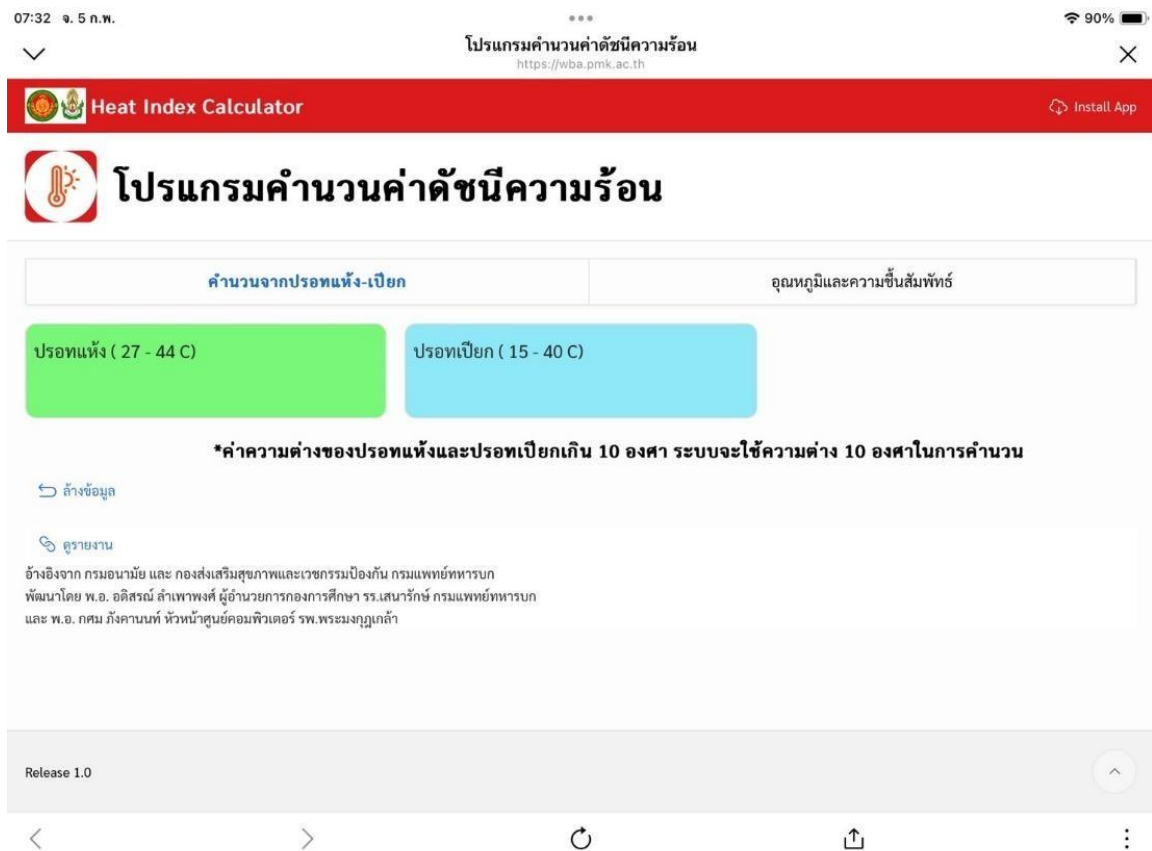 07:32 จ. 5 ก.พ.
90%
โปรแกรมคำนวนค่าดัชนีความร้อน
https://wba.pmk.ac.th
Heat Index Calculator
Install App
โปรแกรมคำนวนค่าดัชนีความร้อน
คำนวนจากปรอทแห้ง-เปียก
อุณหภูมิและความชื้นสัมพัทธ์
ปรอทแห้ง ( 27 - 44 C)
ปรอทเปียก ( 15 - 40 C)
*ค่าความต่างของปรอทแห้งและปรอทเปียกเกิน 10 องศา ระบบจะใช้ความต่าง 10 องศาในการคำนวน
ล้างข้อมูล
ดูรายงาน
อ้างอิงจาก กรมอนามัย และ กองส่งเสริมสุขภาพและเวชกรรมป้องกัน กรมแพทย์ทหารบก
พัฒนาโดย พ.อ. อดิสรณ์ ลำเพาพงศ์ ผู้อำนวยการกองการศึกษา รร.เสนารักษ์ กรมแพทย์ทหารบก
และ พ.อ. กศม ภังคานนท์ หัวหน้าศูนย์คอมพิวเตอร์ รพ.พระมงกุฎเกล้า
Release 1.0